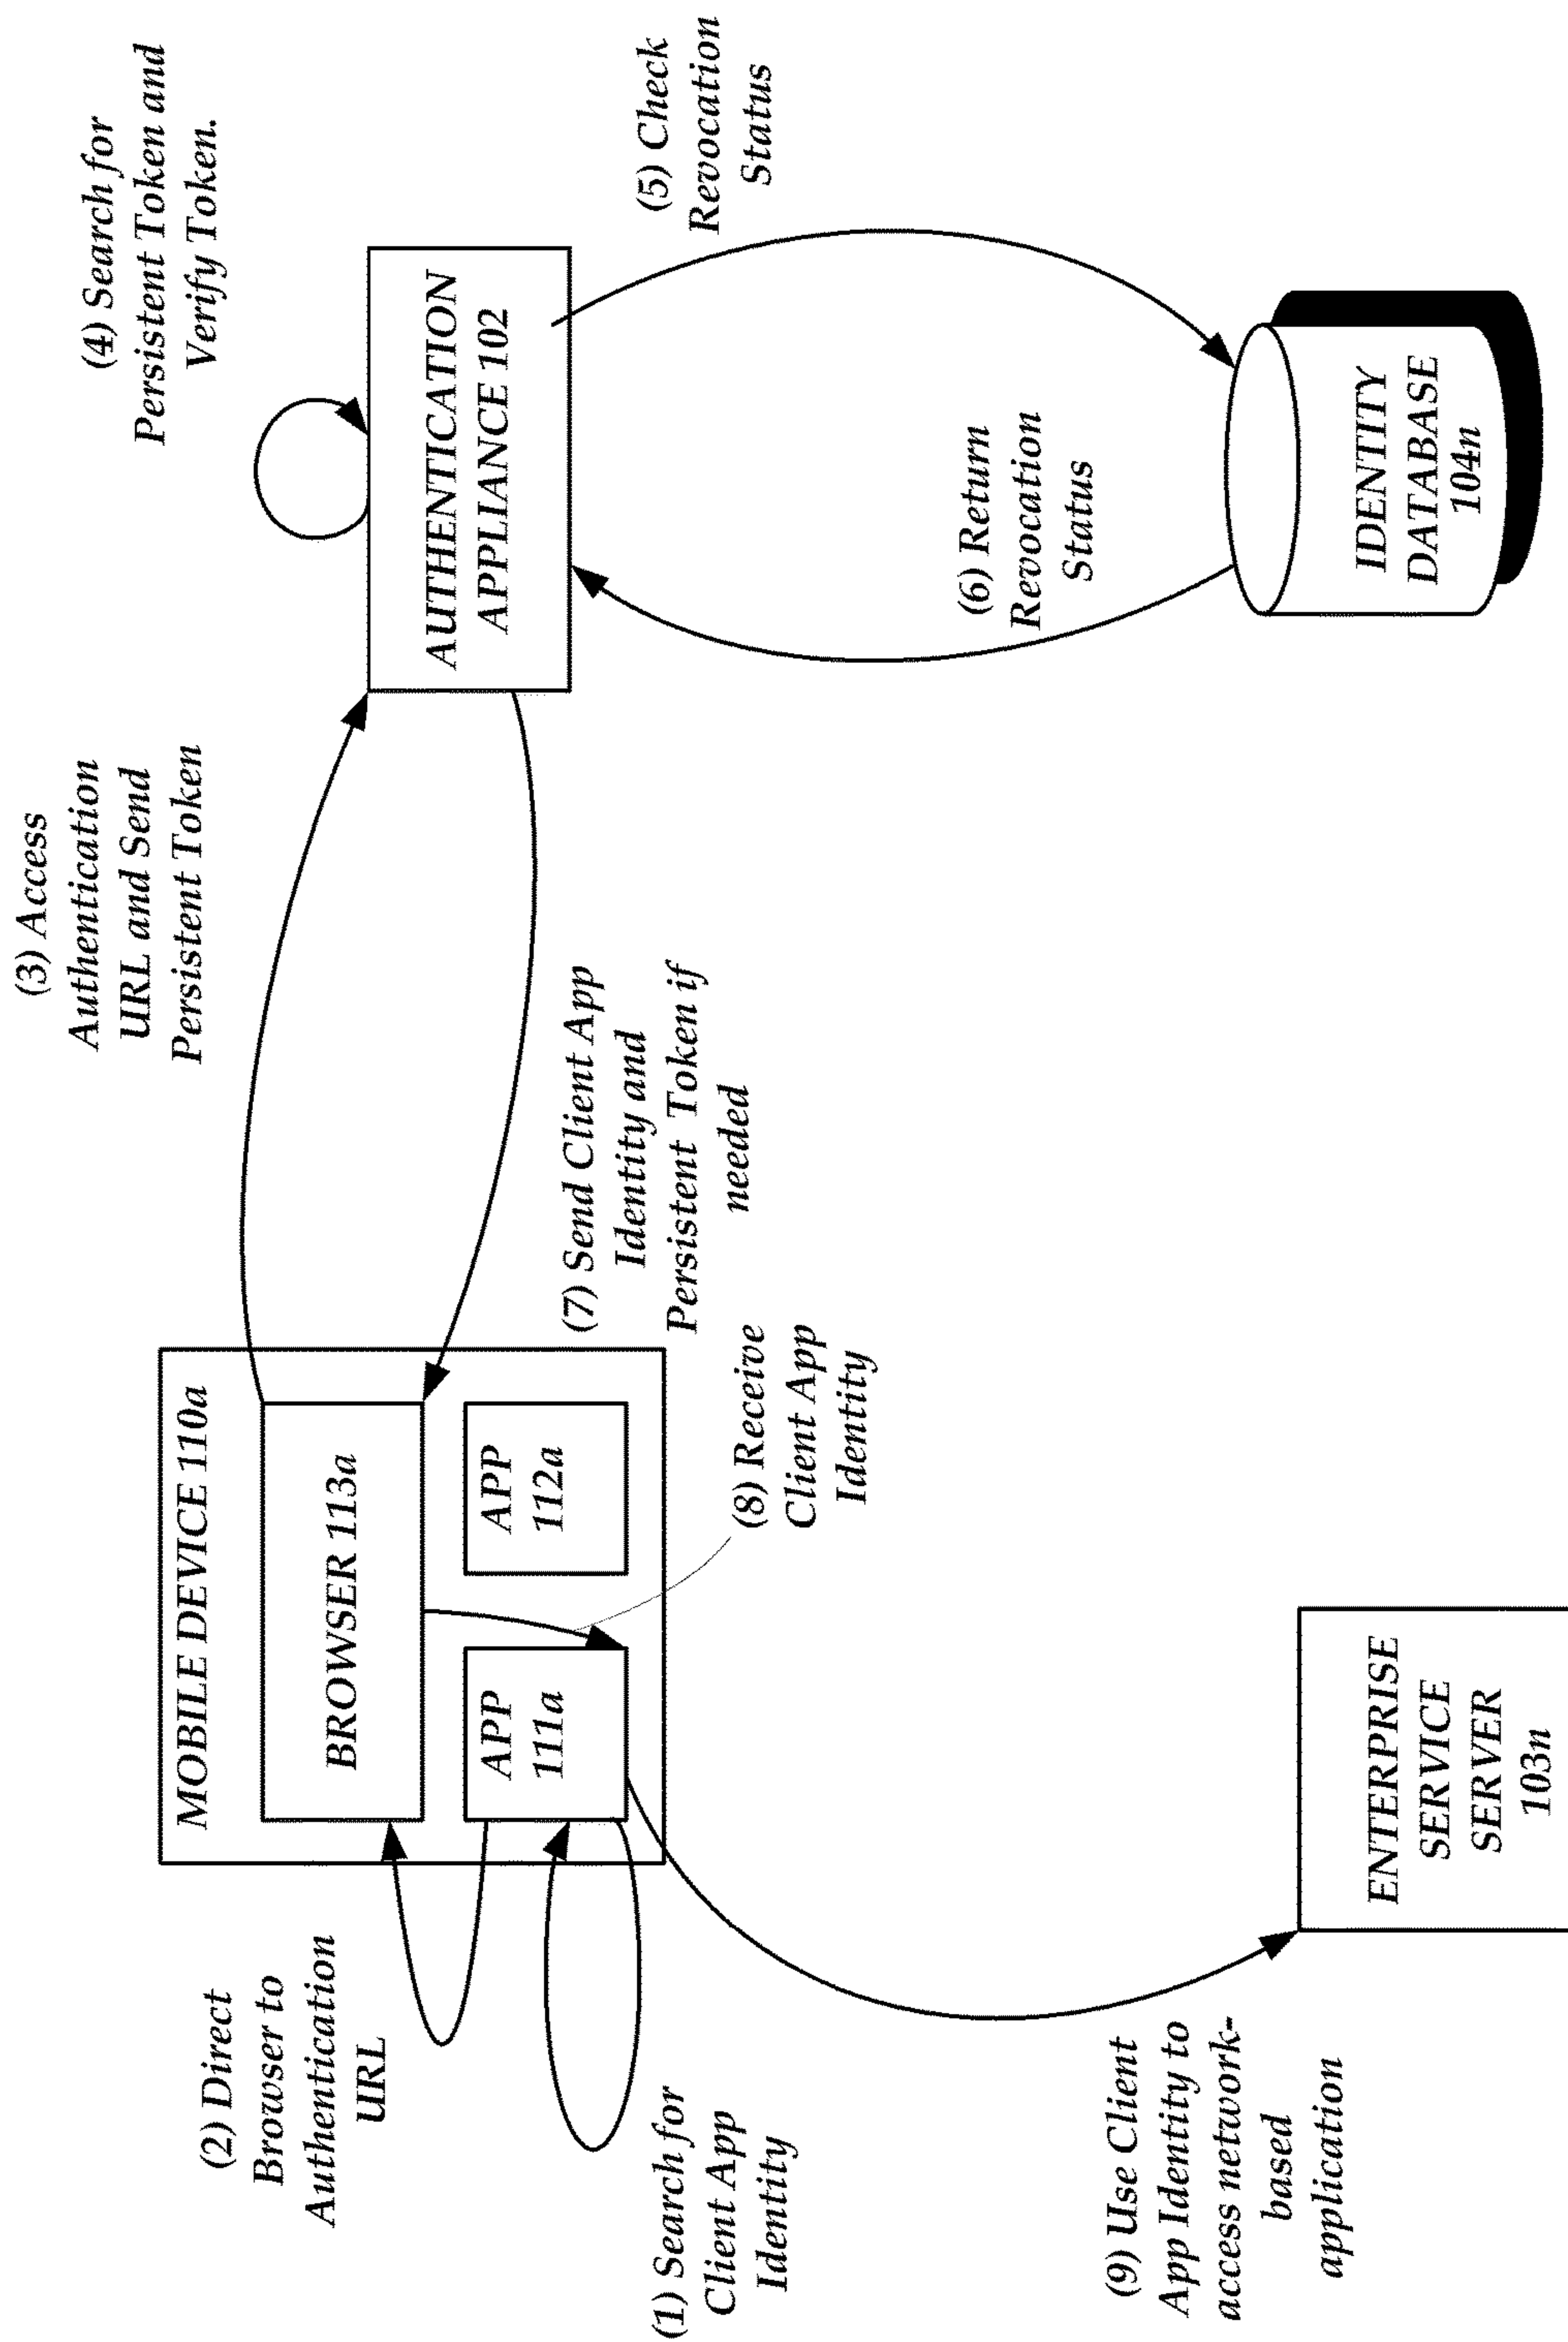 (3) Access
Authentication
URL and Send
Persistent Token
(4) Search for
Persistent Token and
Verify Token.
(2) Direct
Browser to
Authentication
URL
MOBILE DEVICE 110a
BROWSER 113a
APP
111a
APP
112a
AUTHENTICATION
APPLIANCE 102
(7) Send Client App
Identity and
Persistent Token if
needed
(5) Check
Revocation
Status
(1) Search for
Client App
Identity
(8) Receive
Client App
Identity
(6) Return
Revocation
Status
(9) Use Client
App Identity to
access network-
based
application
ENTERPRISE
SERVICE
SERVER
103n
IDENTITY
DATABASE
104n